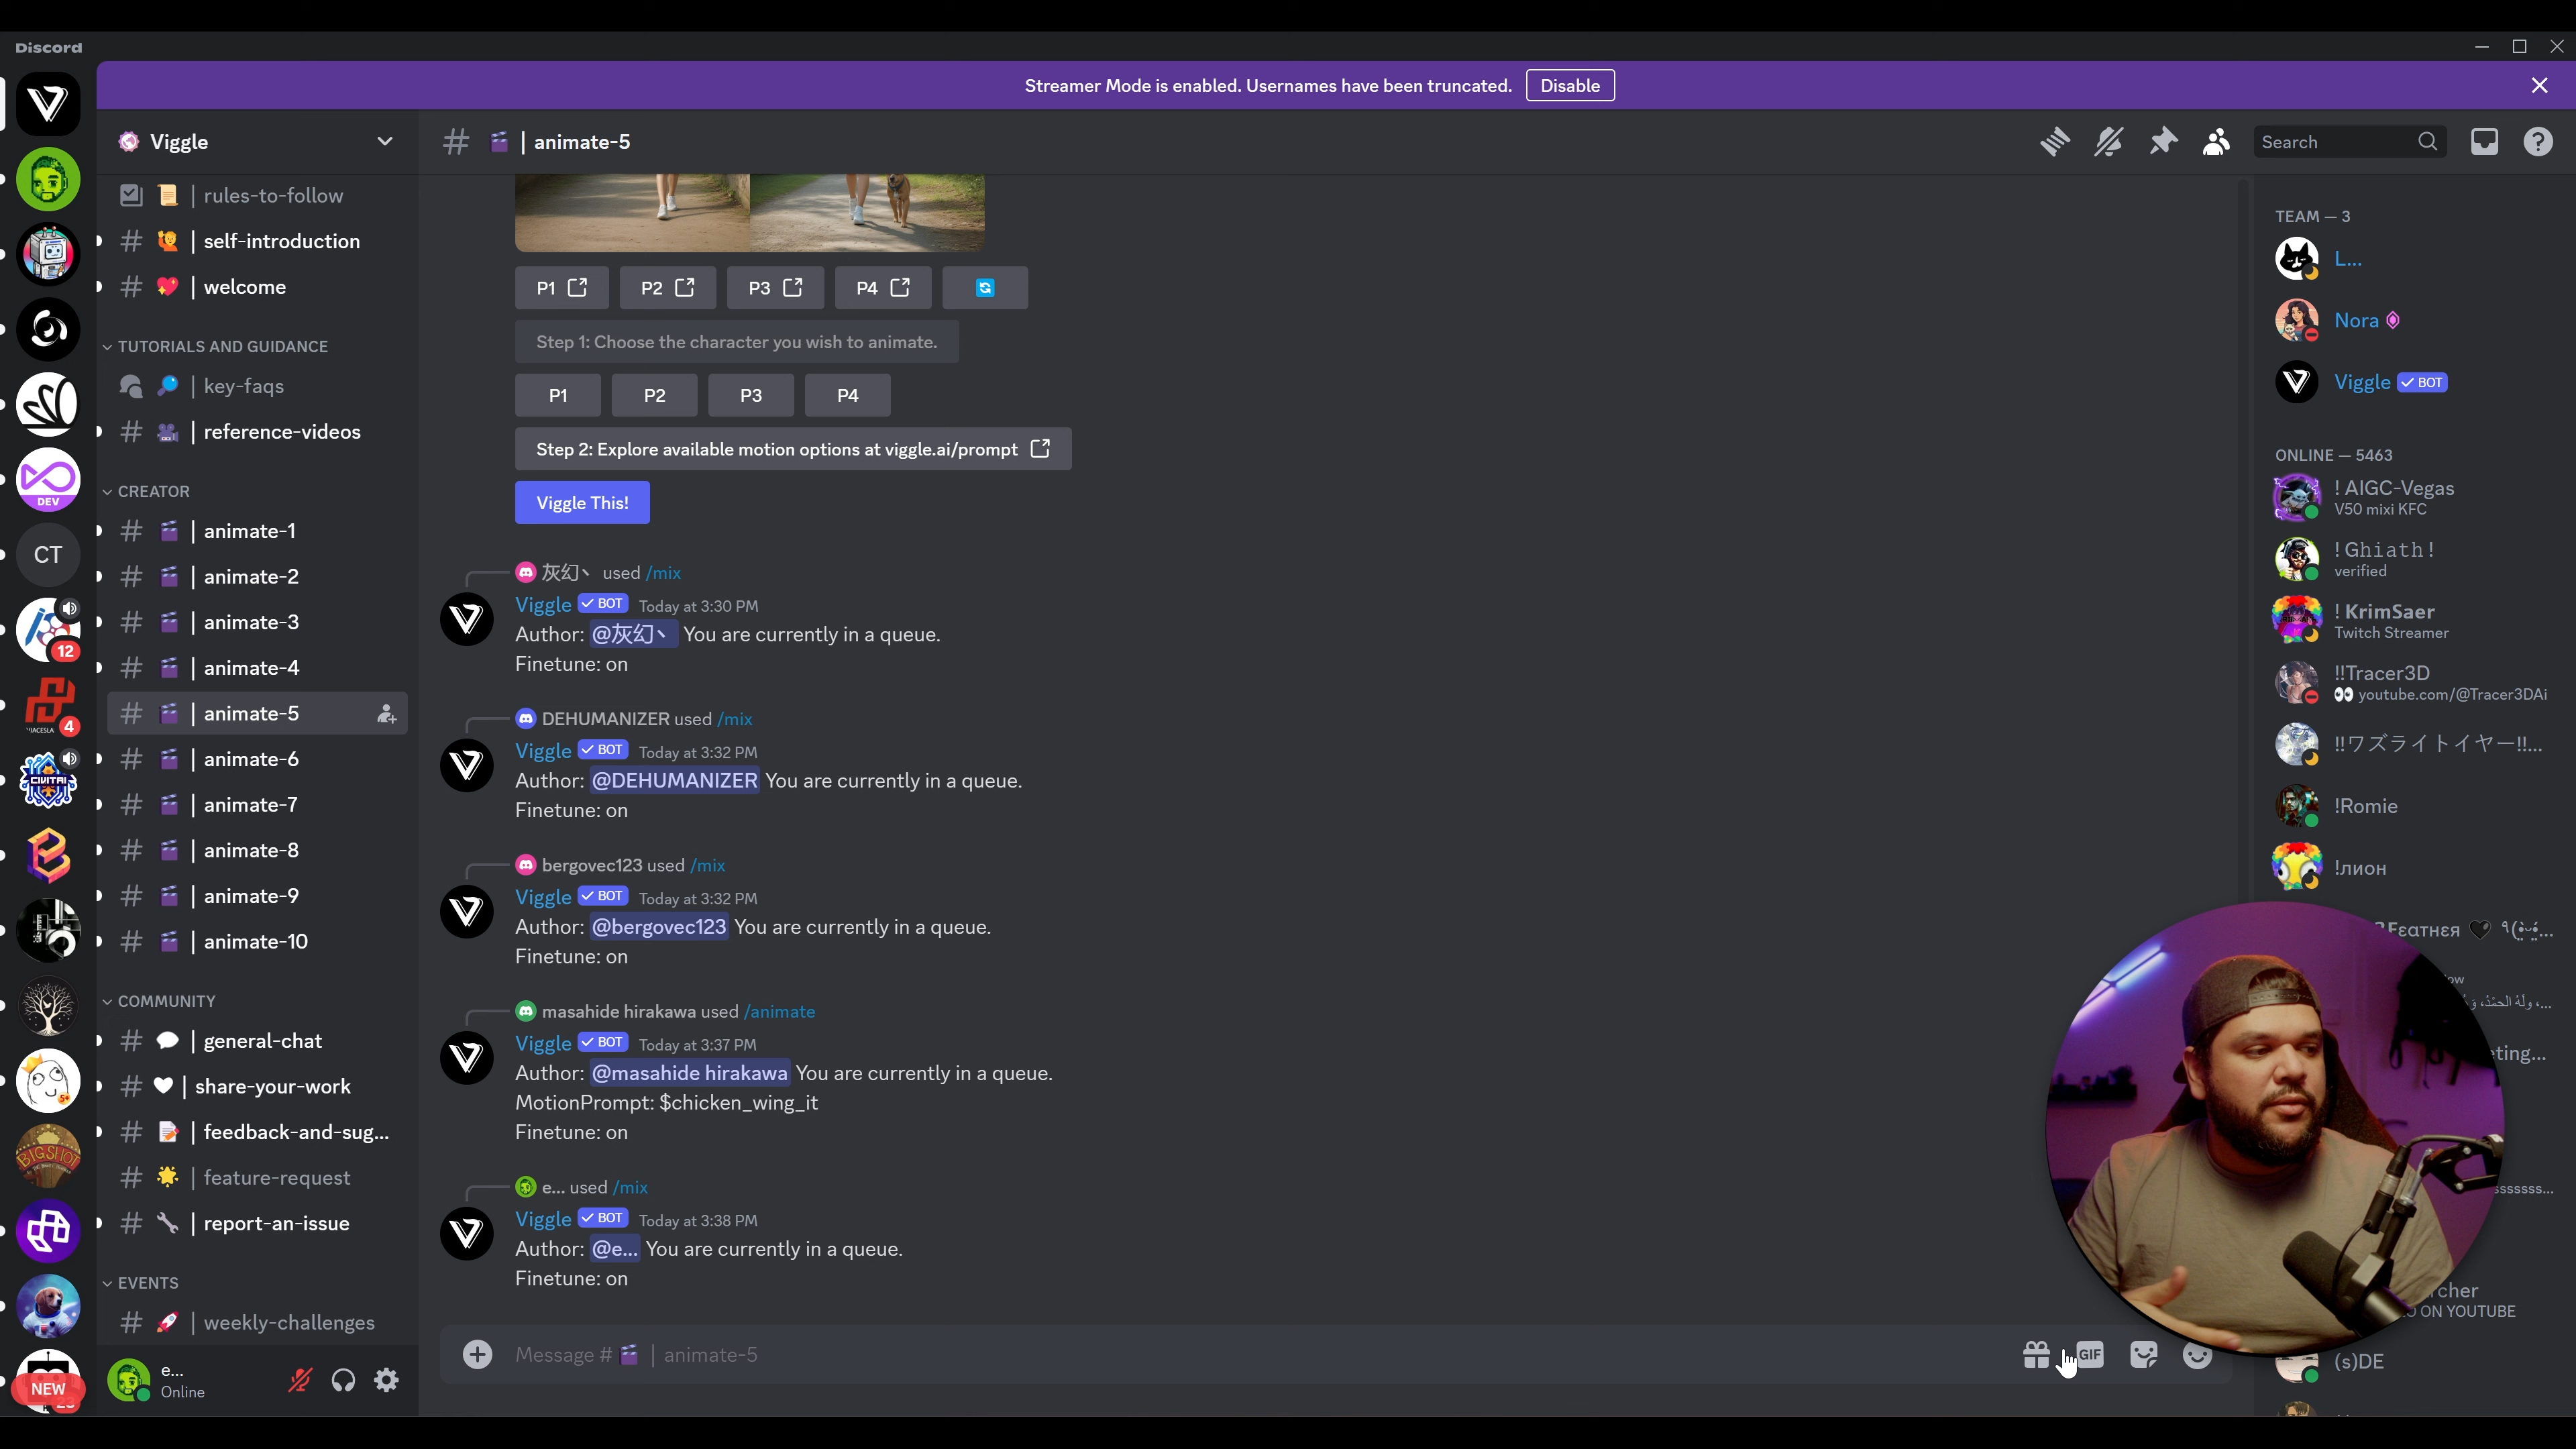 Discord
Streamer Mode is enabled. Usernames have been truncated.
Disable
Viggle
| animate-5
Search
| rules-to-follow
| self-introduction
| welcome
TUTORIALS AND GUIDANCE
| key-faqs
| reference-videos
CREATOR
| animate-1
| animate-2
| animate-3
| animate-4
| animate-5
| animate-6
| animate-7
| animate-8
| animate-9
| animate-10
COMMUNITY
| general-chat
| share-your-work
| feedback-and-sug...
| feature-request
| report-an-issue
EVENTS
| weekly-challenges
e...
Online
DEV
CT
12
4
CIVITAI
BIGSHOT
NEW
P1
P2
P3
P4
Step 1: Choose the character you wish to animate.
P1
P2
P3
P4
Step 2: Explore available motion options at viggle.ai/prompt
Viggle This!
灰幻丶 used /mix
Viggle ✓ BOT Today at 3:30 PM
Author: @灰幻丶 You are currently in a queue.
Finetune: on
DEHUMANIZER used /mix
Viggle ✓ BOT Today at 3:32 PM
Author: @DEHUMANIZER You are currently in a queue.
Finetune: on
bergovec123 used /mix
Viggle ✓ BOT Today at 3:32 PM
Author: @bergovec123 You are currently in a queue.
Finetune: on
masahide hirakawa used /animate
Viggle ✓ BOT Today at 3:37 PM
Author: @masahide hirakawa You are currently in a queue.
MotionPrompt: $chicken_wing_it
Finetune: on
e... used /mix
Viggle ✓ BOT Today at 3:38 PM
Author: @e... You are currently in a queue.
Finetune: on
Message # | animate-5
GIF
TEAM — 3
L...
Nora
Viggle ✓ BOT
ONLINE — 5463
! AIGC-Vegas
V50 mixi KFC
! Ghiath !
verified
! KrimSaer
Twitch Streamer
!!Tracer3D
youtube.com/@Tracer3DAi
!!ワズライトイヤー!!...
!Romie
!лион
eting...
sssssss...
rcher
ON YOUTUBE
(s)DE